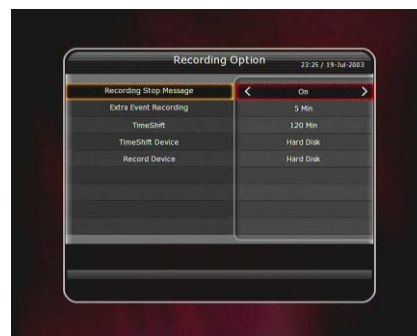 Recording Option
23:25 / 19-Jul-2003
Recording Stop Message On
Extra Event Recording 5 Min
TimeShift 120 Min
TimeShift Device Hard Disk
Record Device Hard Disk